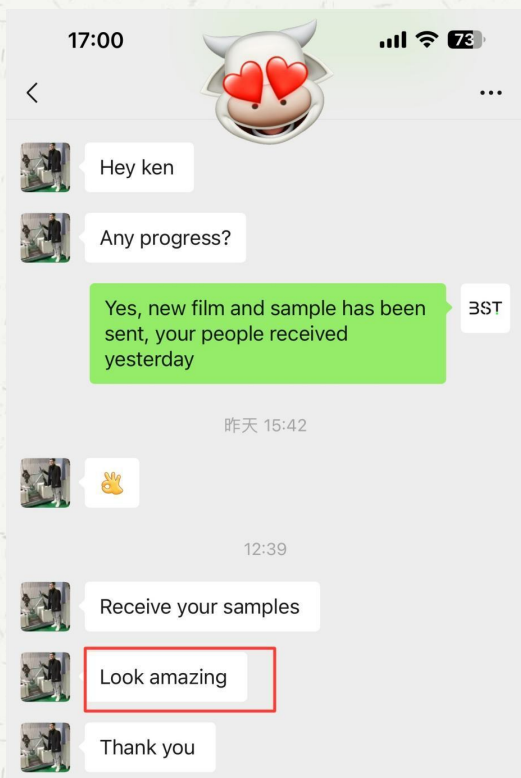 17:00
73
Hey ken
Any progress?
Yes, new film and sample has been
sent, your people received
yesterday
BST
昨天 15:42
12:39
Receive your samples
Look amazing
Thank you